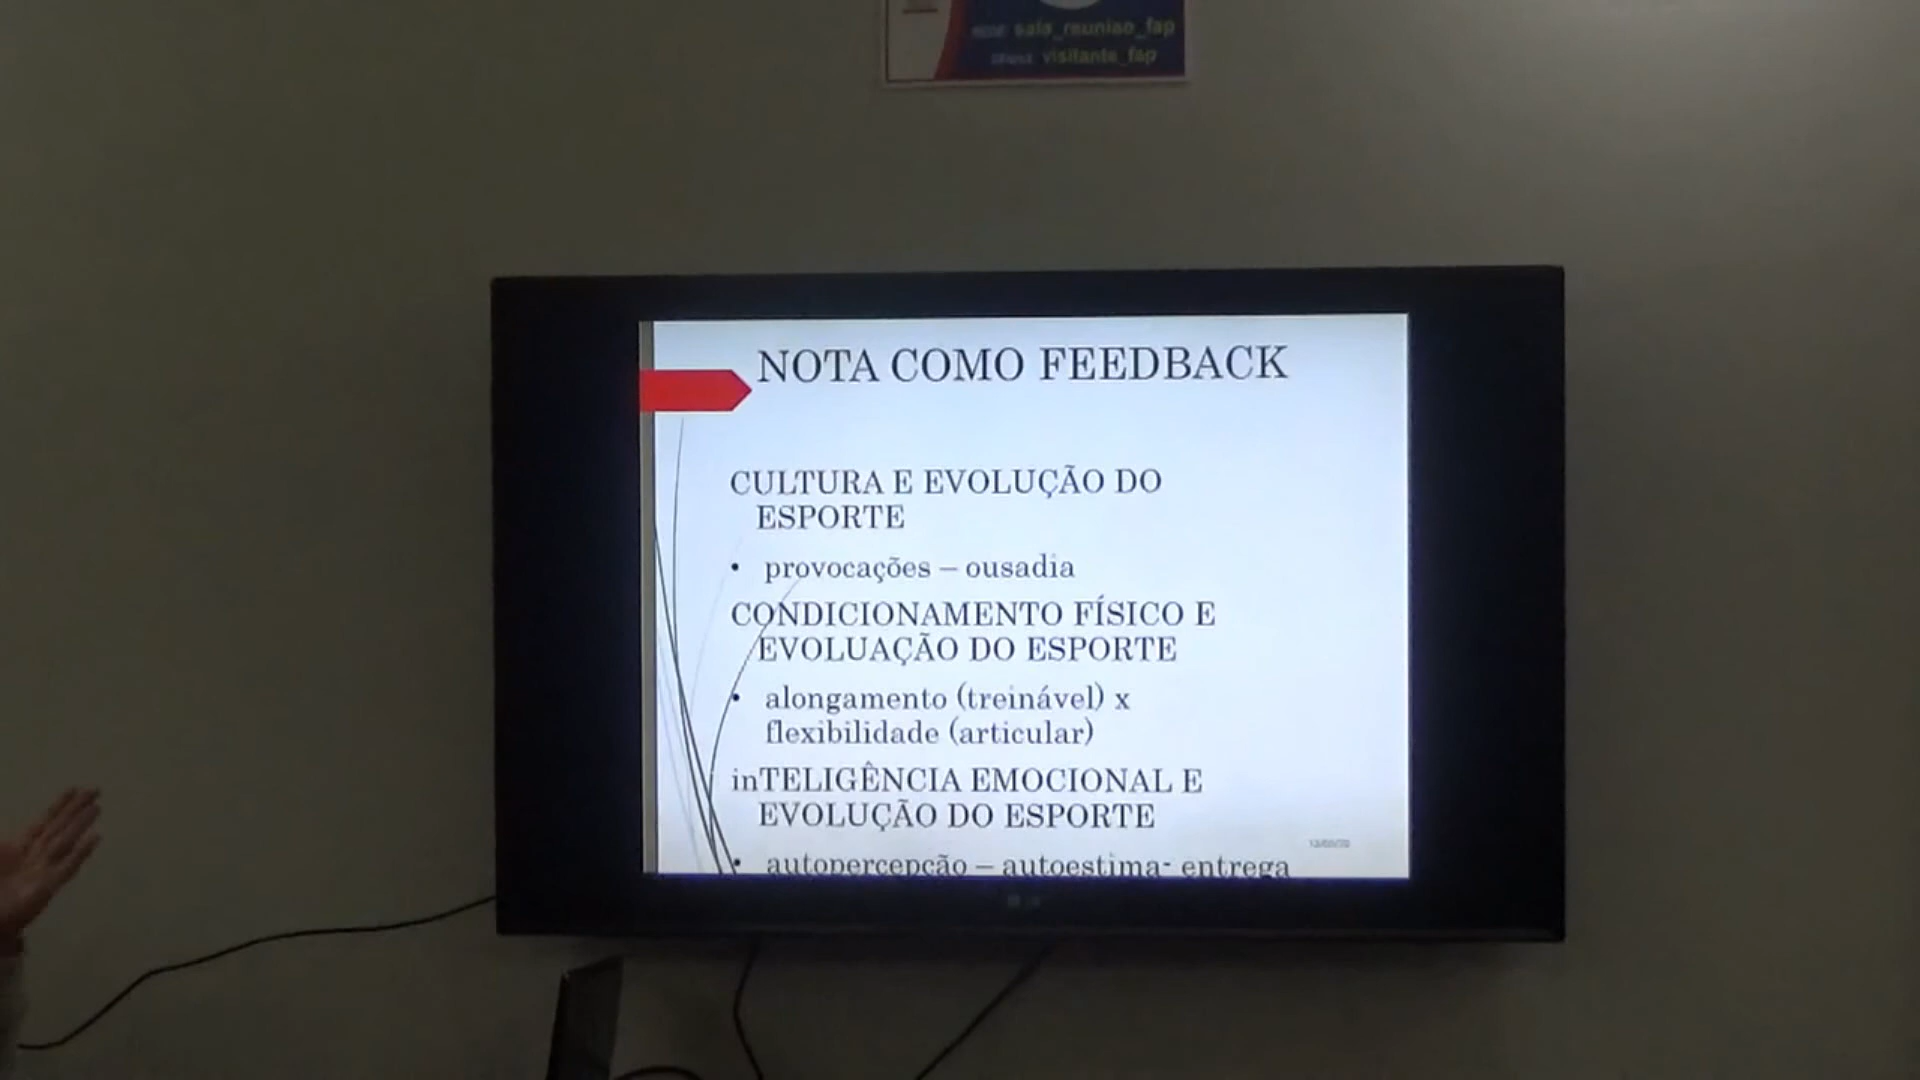 sala_reuniao_fap
visitante_fap
NOTA COMO FEEDBACK
CULTURA E EVOLUÇÃO DO
ESPORTE
• provocações – ousadia
CONDICIONAMENTO FÍSICO E
EVOLUAÇÃO DO ESPORTE
• alongamento (treinável) x
flexibilidade (articular)
inTELIGÊNCIA EMOCIONAL E
EVOLUÇÃO DO ESPORTE
• autopercepção – autoestima- entrega